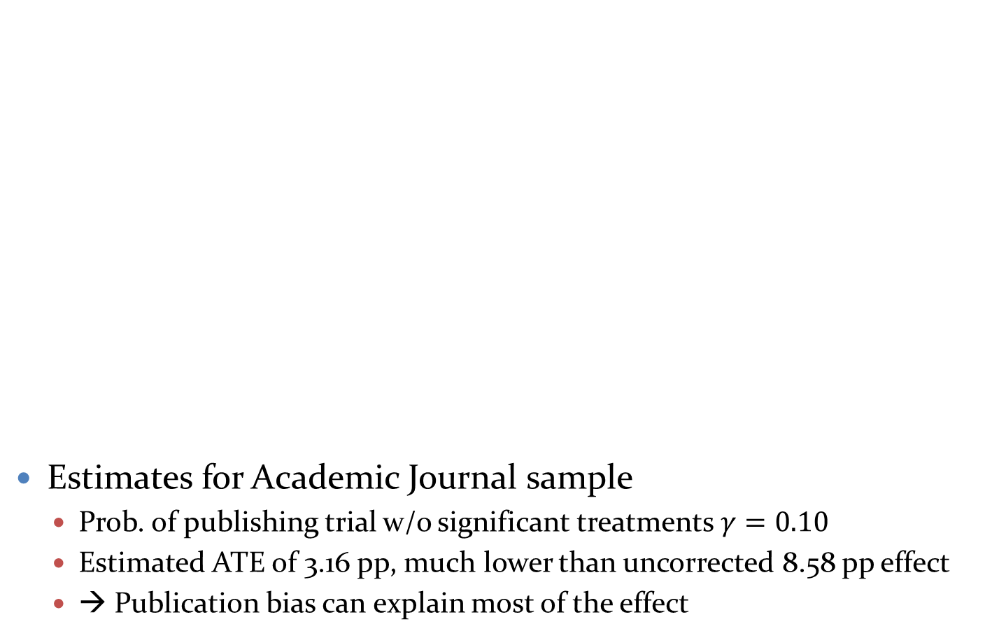 • Estimates for Academic Journal sample
• Prob. of publishing trial w/o significant treatments γ = 0.10
• Estimated ATE of 3.16 pp, much lower than uncorrected 8.58 pp effect
• → Publication bias can explain most of the effect